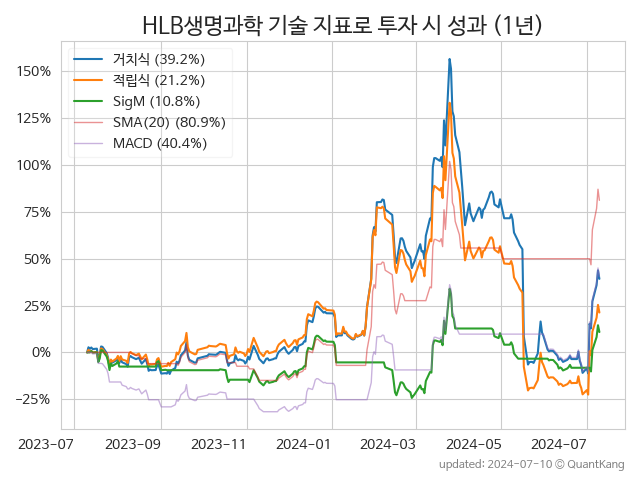 HLB생명과학 기술 지표로 투자 시 성과 (1년)
거치식 (39.2%)
적립식 (21.2%)
SigM (10.8%)
SMA(20) (80.9%)
MACD (40.4%)
150%
125%
100%
75%
50%
25%
0%
−25%
2023-07
2023-09
2023-11
2024-01
2024-03
2024-05
2024-07
updated: 2024-07-10 © QuantKang